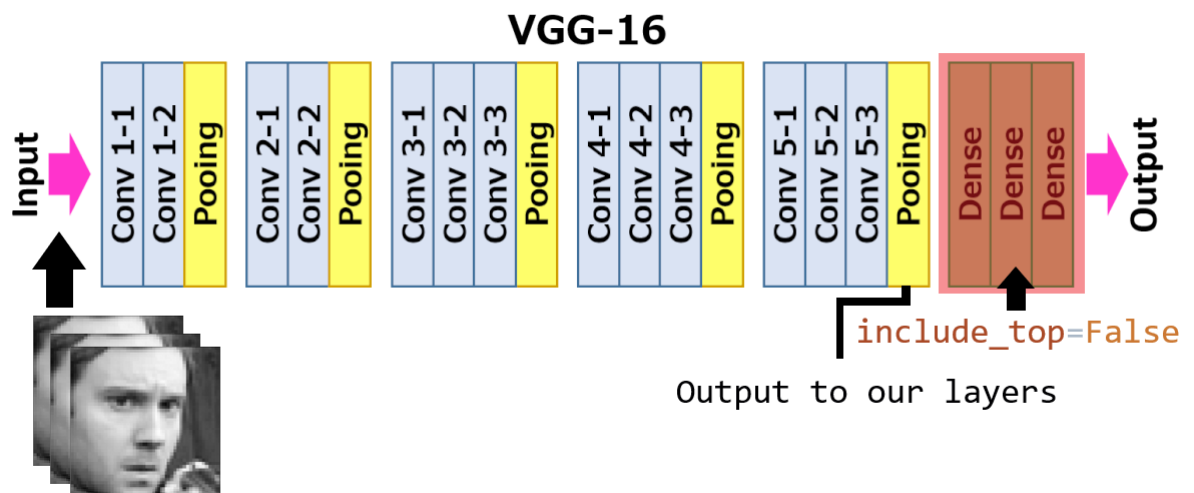 VGG-16
Input
Conv 1-1
Conv 1-2
Pooing
Conv 2-1
Conv 2-2
Pooing
Conv 3-1
Conv 3-2
Conv 3-3
Pooing
Conv 4-1
Conv 4-2
Conv 4-3
Pooing
Conv 5-1
Conv 5-2
Conv 5-3
Pooing
Dense
Dense
Dense
Output
include_top=False
Output to our layers